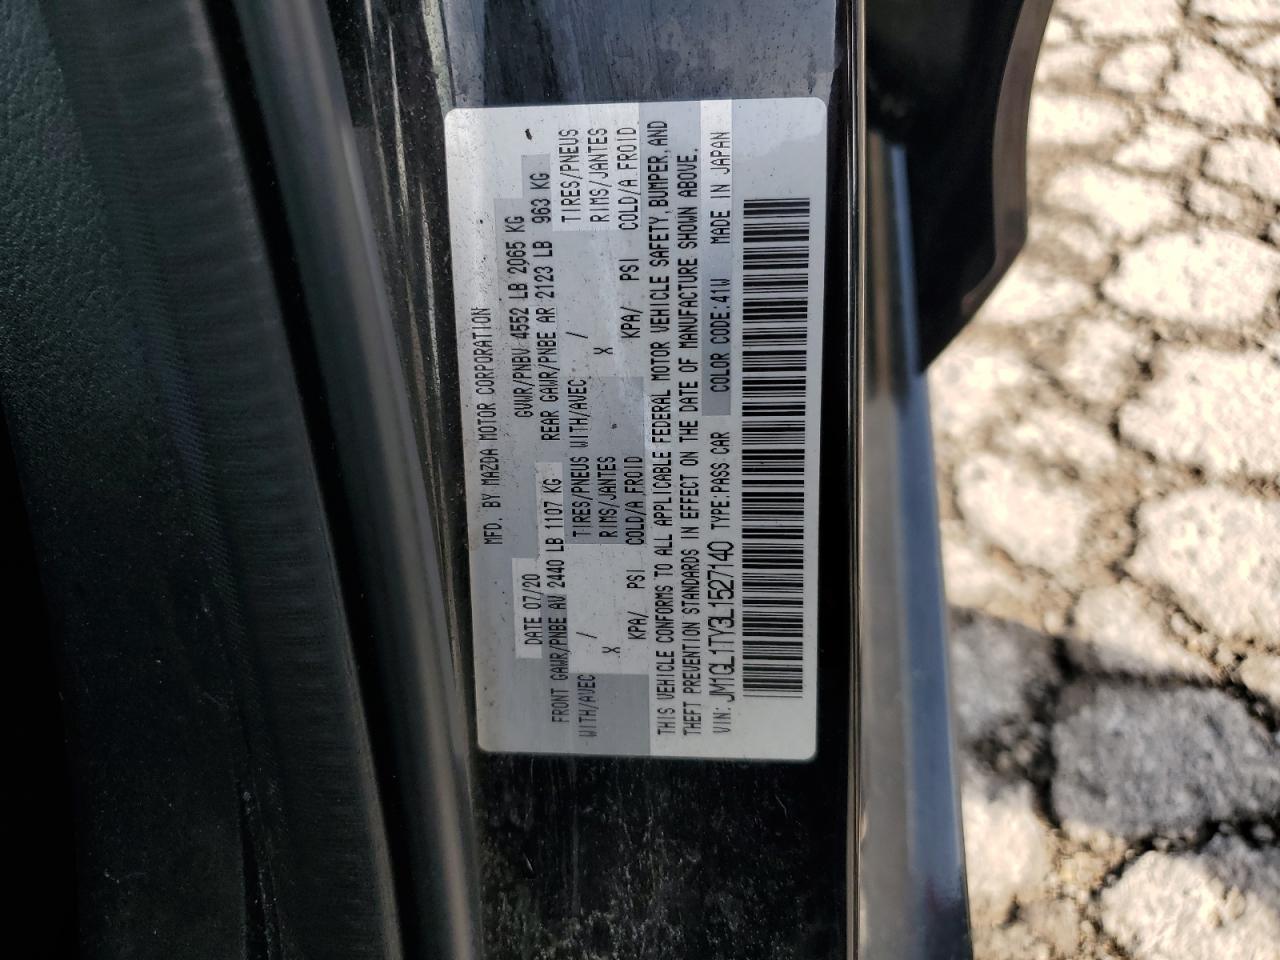 MFD. BY MAZDA MOTOR CORPORATION
DATE 07/20 GVWR/PNBV 4552 LB 2065 KG
FRONT GAWR/PNBE AV 2440 LB 1107 KG REAR GAWR/PNBE AR 2123 LB 963 KG
WITH/AVEC / TIRES/PNEUS WITH/AVEC / TIRES/PNEUS
X RIMS/JANTES X RIMS/JANTES
KPA/ PSI COLD/A FROID KPA/ PSI COLD/A FROID
THIS VEHICLE CONFORMS TO ALL APPLICABLE FEDERAL MOTOR VEHICLE SAFETY, BUMPER, AND
THEFT PREVENTION STANDARDS IN EFFECT ON THE DATE OF MANUFACTURE SHOWN ABOVE.
VIN: JM1GL1TY3L1527140 TYPE:PASS CAR COLOR CODE:41W MADE IN JAPAN